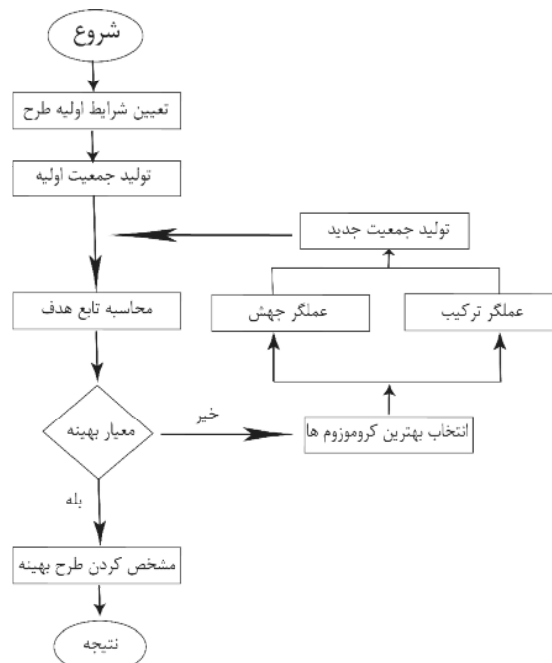 شروع
تعیین شرایط اولیه طرح
تولید جمعیت اولیه
تولید جمعیت جدید
محاسبه تابع هدف
عملگر جهش
عملگر ترکیب
معیار بهینه
خیر
انتخاب بهترین کروموزوم ها
بله
مشخص کردن طرح بهینه
نتیجه